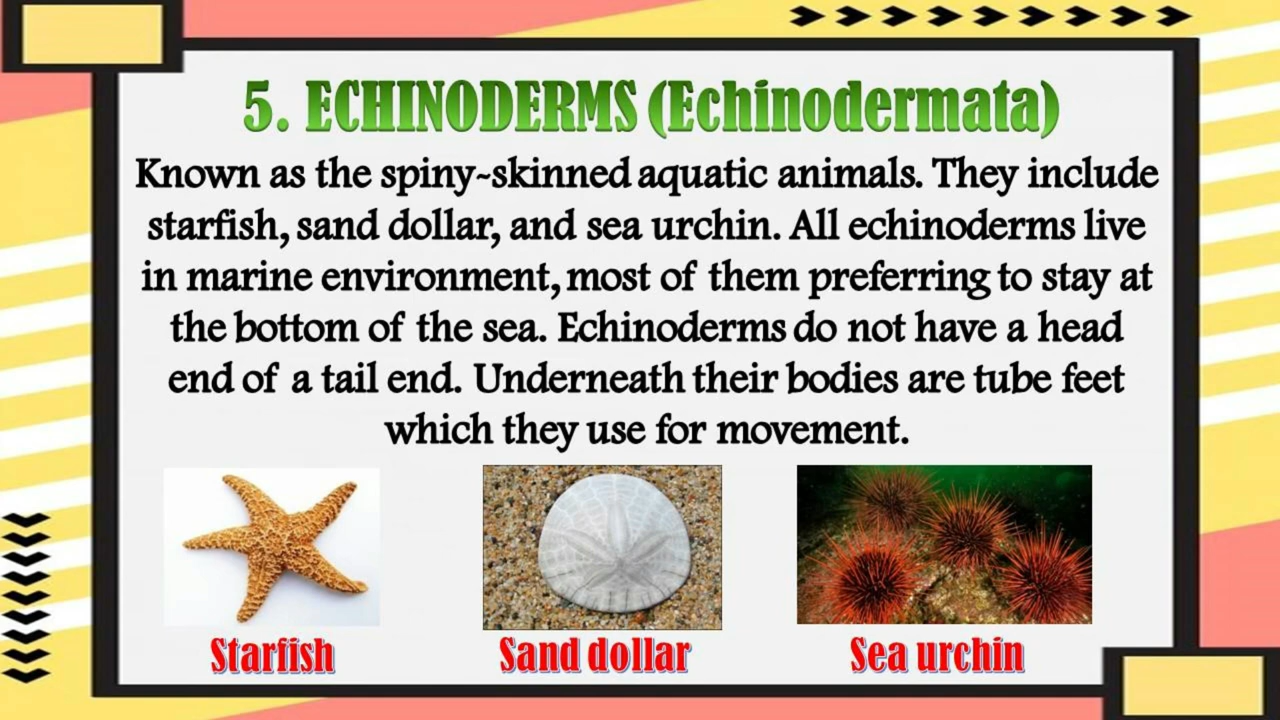 5. ECHINODERMS (Echinodermata)
Known as the spiny-skinned aquatic animals. They include
starfish, sand dollar, and sea urchin. All echinoderms live
in marine environment, most of them preferring to stay at
the bottom of the sea. Echinoderms do not have a head
end of a tail end. Underneath their bodies are tube feet
which they use for movement.
Starfish
Sand dollar
Sea urchin